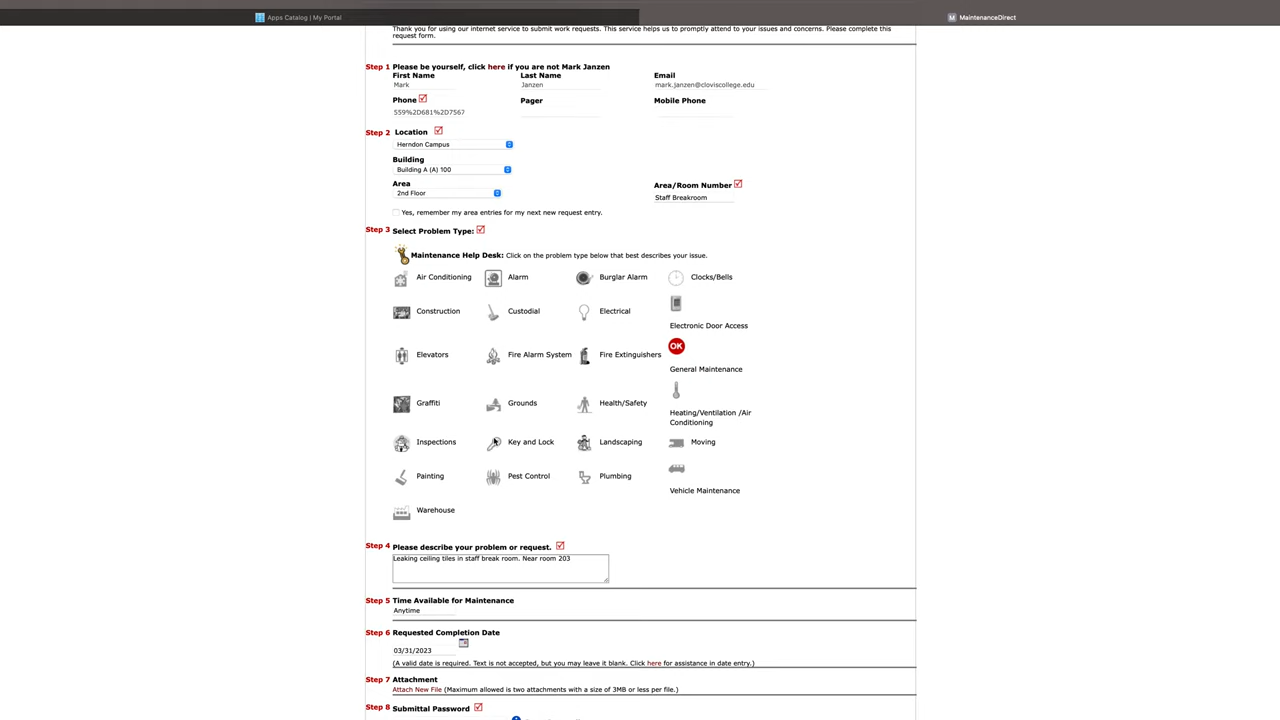 Apps Catalog | My Portal
M MaintenanceDirect
Thank you for using our internet service to submit work requests. This service helps us to promptly attend to your issues and concerns. Please complete this
request form.
Step 1 Please be yourself, click here if you are not Mark Janzen
First Name Last Name Email
Mark Janzen mark.janzen@cloviscollege.edu
Phone Pager Mobile Phone
559%2D681%2D7567
Step 2 Location
Herndon Campus
Building
Building A (A) 100
Area Area/Room Number
2nd Floor Staff Breakroom
Yes, remember my area entries for my next new request entry.
Step 3 Select Problem Type:
Maintenance Help Desk: Click on the problem type below that best describes your issue.
Air Conditioning Alarm Burglar Alarm Clocks/Bells
Construction Custodial Electrical
Electronic Door Access
OK
Elevators Fire Alarm System Fire Extinguishers
General Maintenance
Graffiti Grounds Health/Safety
Heating/Ventilation /Air
Conditioning
Inspections Key and Lock Landscaping Moving
Painting Pest Control Plumbing
Vehicle Maintenance
Warehouse
Step 4 Please describe your problem or request.
Leaking ceiling tiles in staff break room. Near room 203
Step 5 Time Available for Maintenance
Anytime
Step 6 Requested Completion Date
03/31/2023
(A valid date is required. Text is not accepted, but you may leave it blank. Click here for assistance in date entry.)
Step 7 Attachment
Attach New File (Maximum allowed is two attachments with a size of 3MB or less per file.)
Step 8 Submittal Password